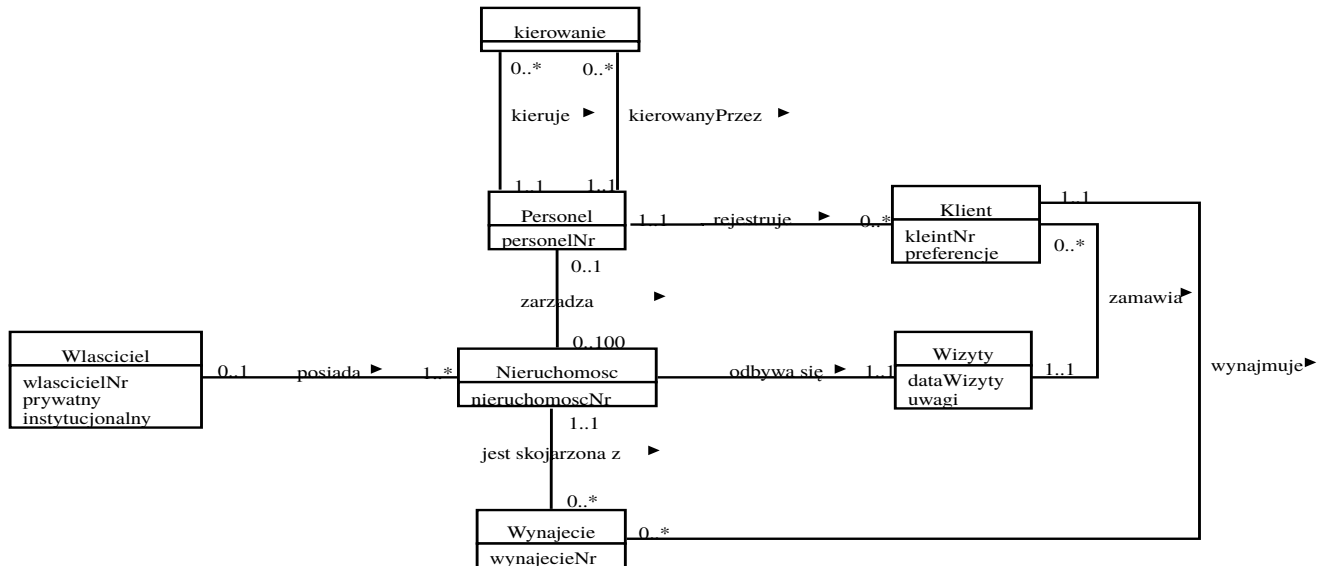 kierowanie
0..* 0..*
kieruje kierowanyPrzez
1..1 1..1
Personel
personelNr
1..1 rejestruje 0..*
Klient
kleintNr
preferencje
1..1
0..*
0..1
zarzadza
zamawia
0..100
Wlasciciel
wlascicielNr
prywatny
instytucjonalny
0..1 posiada 1..*
Nieruchomosc
nieruchomoscNr
odbywa się 1..1
Wizyty
dataWizyty
uwagi
1..1
wynajmuje
1..1
jest skojarzona z
0..*
Wynajecie
wynajecieNr
0..*